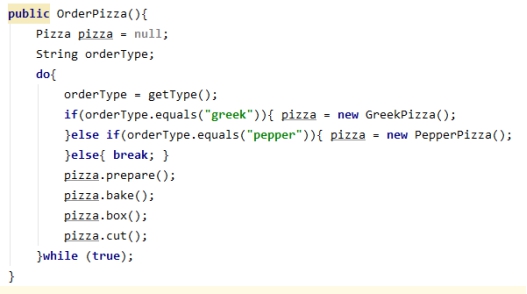 public OrderPizza(){
Pizza pizza = null;
String orderType;
do{
orderType = getType();
if(orderType.equals("greek")){ pizza = new GreekPizza();
}else if(orderType.equals("pepper")){ pizza = new PepperPizza();
}else{ break; }
pizza.prepare();
pizza.bake();
pizza.box();
pizza.cut();
}while (true);
}